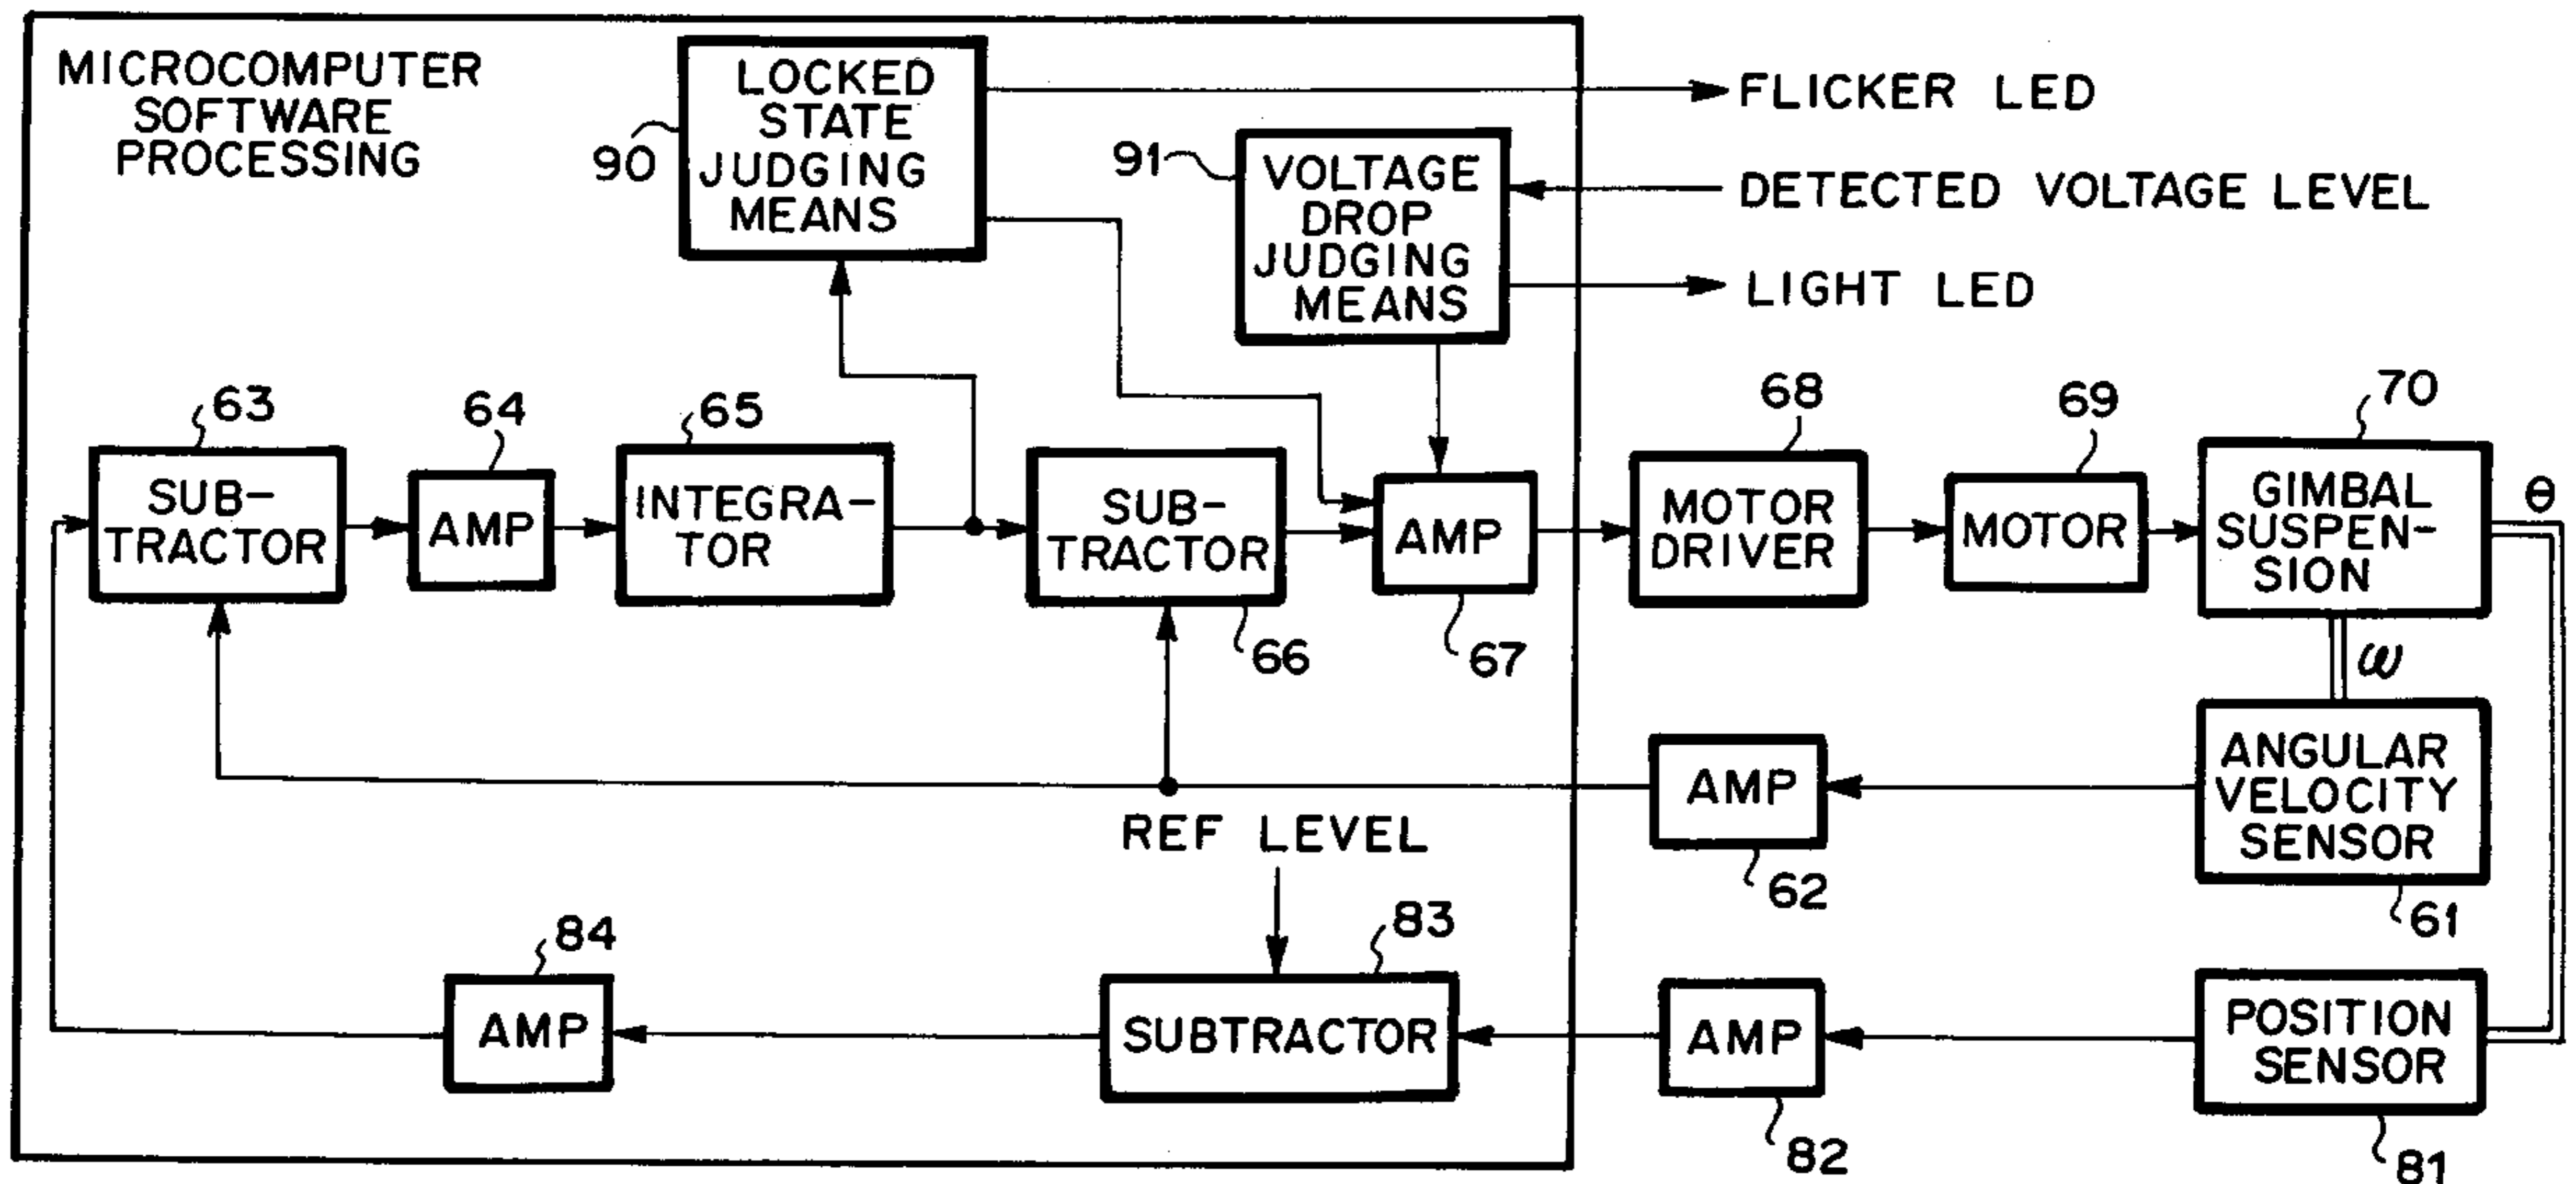 MICROCOMPUTER
SOFTWARE
PROCESSING
90
LOCKED
STATE
JUDGING
MEANS
FLICKER LED
91
VOLTAGE
DROP
JUDGING
MEANS
DETECTED VOLTAGE LEVEL
LIGHT LED
63
SUB-
TRACTOR
64
AMP
65
INTEGRA-
TOR
SUB-
TRACTOR
66
AMP
67
68
MOTOR
DRIVER
69
MOTOR
70
GIMBAL
SUSPEN-
SION
θ
ω
AMP
62
ANGULAR
VELOCITY
SENSOR
61
REF LEVEL
84
AMP
83
SUBTRACTOR
AMP
82
POSITION
SENSOR
81